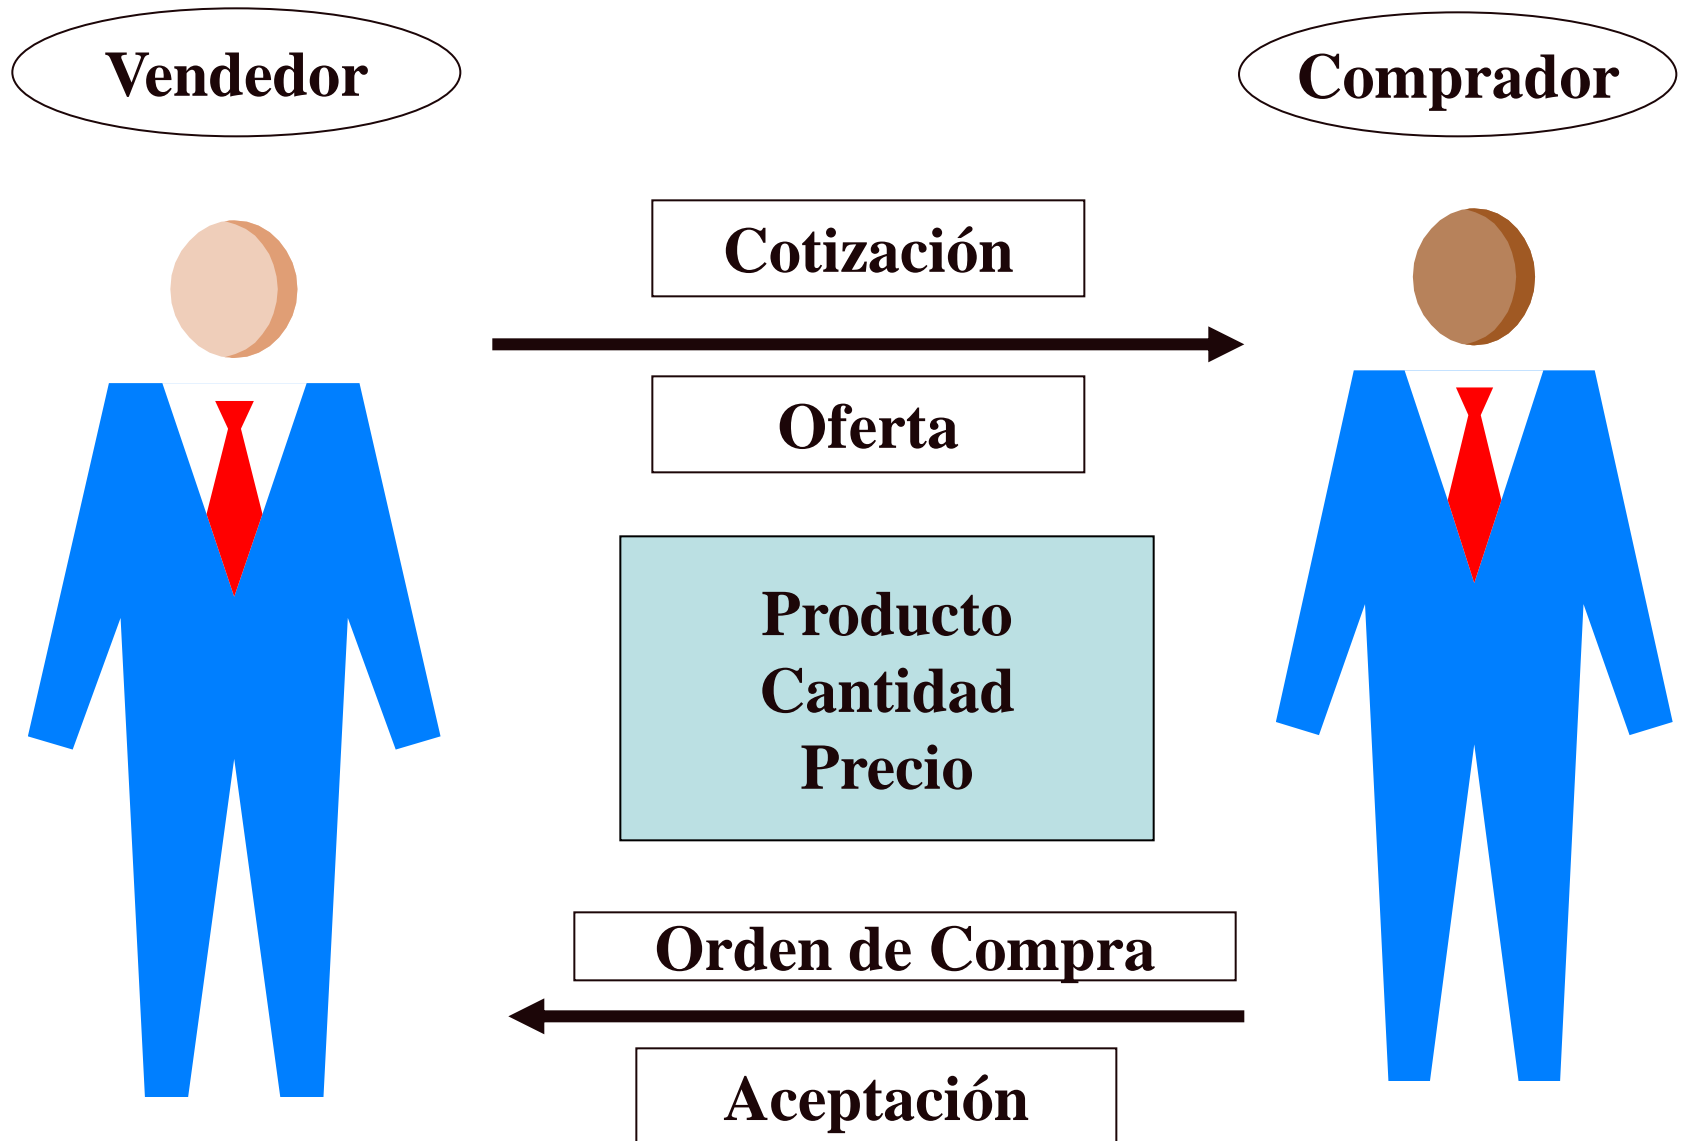 Vendedor
Comprador
Cotización
Oferta
Producto
Cantidad
Precio
Orden de Compra
Aceptación